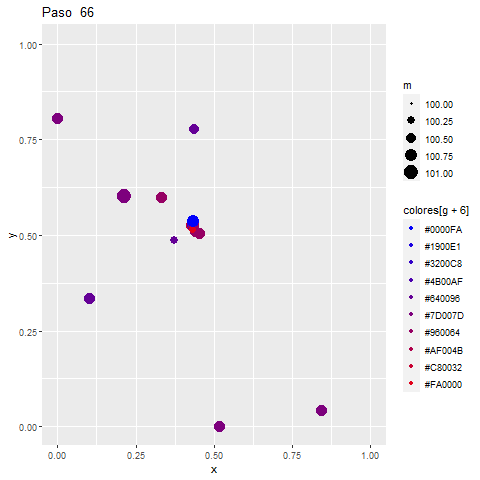 Paso 66
1.00
0.75
0.50
0.25
0.00
y
0.00 0.25 0.50 0.75 1.00
x
m
100.00
100.25
100.50
100.75
101.00
colores[g + 6]
#0000FA
#1900E1
#3200C8
#4B00AF
#640096
#7D007D
#960064
#AF004B
#C80032
#FA0000